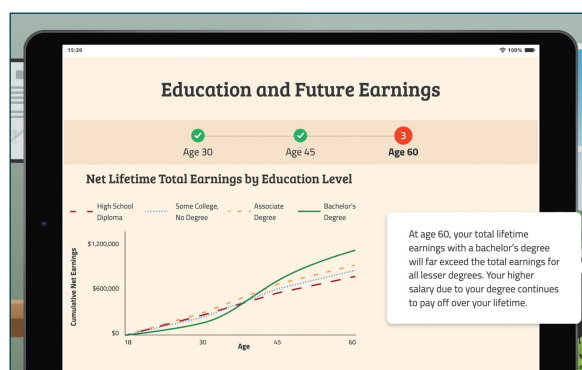 15:20
100%
Education and Future Earnings
3
Age 30
Age 45
Age 60
Net Lifetime Total Earnings by Education Level
High School
Diploma
Some College,
No Degree
Associate
Degree
Bachelor's
Degree
Cumulative Net Earnings
$1,200,000
$600,000
$0
18
30
45
60
Age
At age 60, your total lifetime
earnings with a bachelor's degree
will far exceed the total earnings for
all lesser degrees. Your higher
salary due to your degree continues
to pay off over your lifetime.